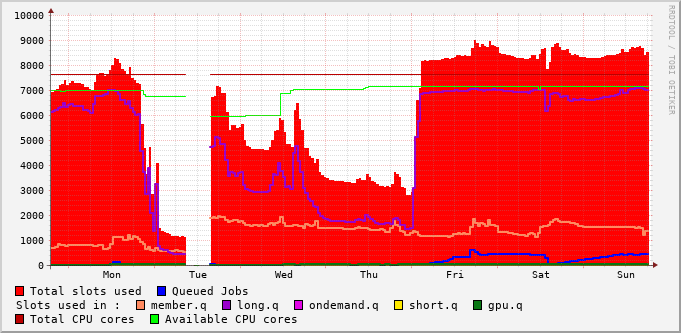 10000
9000
8000
7000
6000
5000
4000
3000
2000
1000
0
Mon Tue Wed Thu Fri Sat Sun
RRDTOOL / TOBI OETIKER
Total slots used Queued Jobs
Slots used in : member.q long.q ondemand.q short.q gpu.q
Total CPU cores Available CPU cores